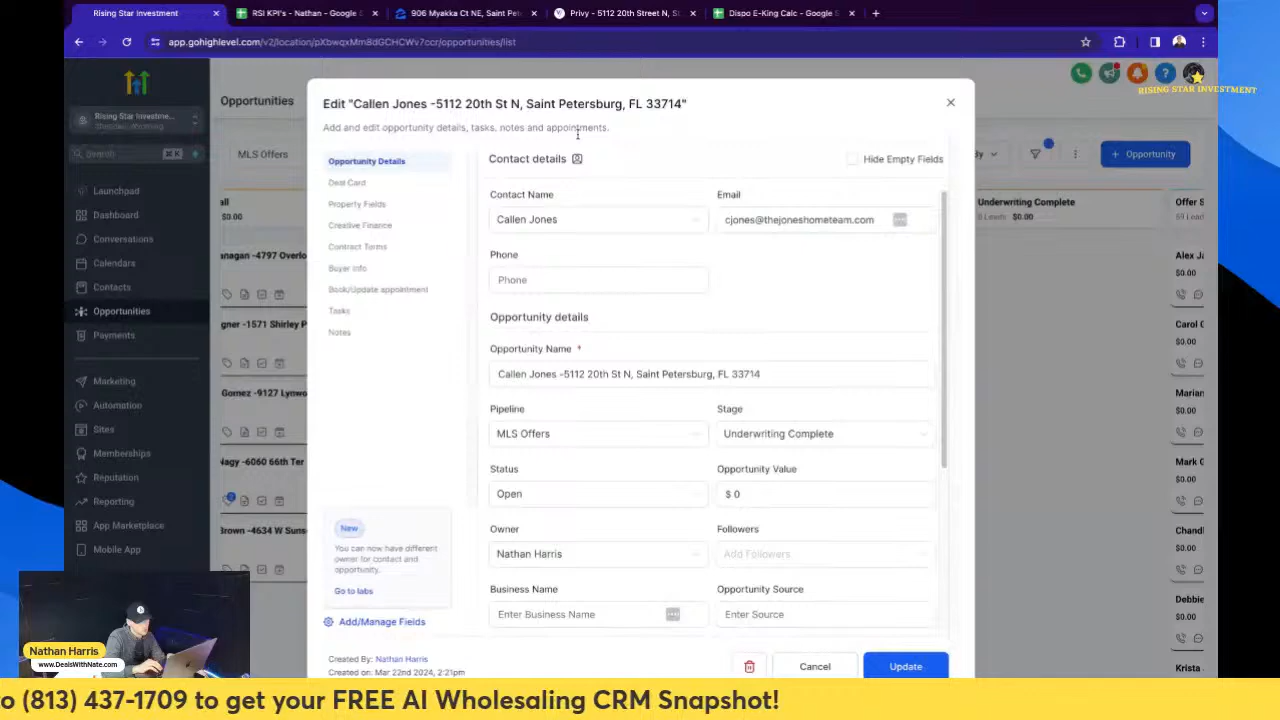 Rising Star Investment
RSI KPI's - Nathan - Google
906 Myakka Ct NE, Saint Pete
Privy - 5112 20th Street N, S
Dispo E-King Calc - Google S
app.gohighlevel.com/v2/location/pXbwqxMm8dGCHCWv7ccr/opportunities/list
RISING STAR INVESTMENT
Rising Star Investme...
Search
⌘ K
Launchpad
Dashboard
Conversations
Calendars
Contacts
Opportunities
Payments
Marketing
Automation
Sites
Memberships
Reputation
Reporting
App Marketplace
Mobile App
Opportunities
MLS Offers
all
$0.00
anagan -4797 Overlo
gner -1571 Shirley P
Gomez -9127 Lynwo
Nagy -6060 66th Ter
Brown -4634 W Suns
Edit "Callen Jones -5112 20th St N, Saint Petersburg, FL 33714"
Add and edit opportunity details, tasks, notes and appointments.
Opportunity Details
Deal Card
Property Fields
Creative Finance
Contract Terms
Buyer Info
Book/Update appointment
Tasks
Notes
New
You can now have different
owner for contact and
opportunity.
Go to labs
Add/Manage Fields
Contact details
Hide Empty Fields
Contact Name
Email
Callen Jones
cjones@thejoneshometeam.com
Phone
Phone
Opportunity details
Opportunity Name *
Callen Jones -5112 20th St N, Saint Petersburg, FL 33714
Pipeline
Stage
MLS Offers
Underwriting Complete
Status
Opportunity Value
Open
$ 0
Owner
Followers
Nathan Harris
Add Followers
Business Name
Opportunity Source
Enter Business Name
Enter Source
Created By: Nathan Harris
Created on: Mar 22nd 2024, 2:21pm
Cancel
Update
+ Opportunity
Underwriting Complete
$0.00
Offer S
Alex Ja
$0.00
Carol G
$0.00
Marian
$0.00
Mark G
$0.00
Chandl
$0.00
Debbie
$0.00
Krista
Nathan Harris
www.DealsWithNate.com
to (813) 437-1709 to get your FREE AI Wholesaling CRM Snapshot!